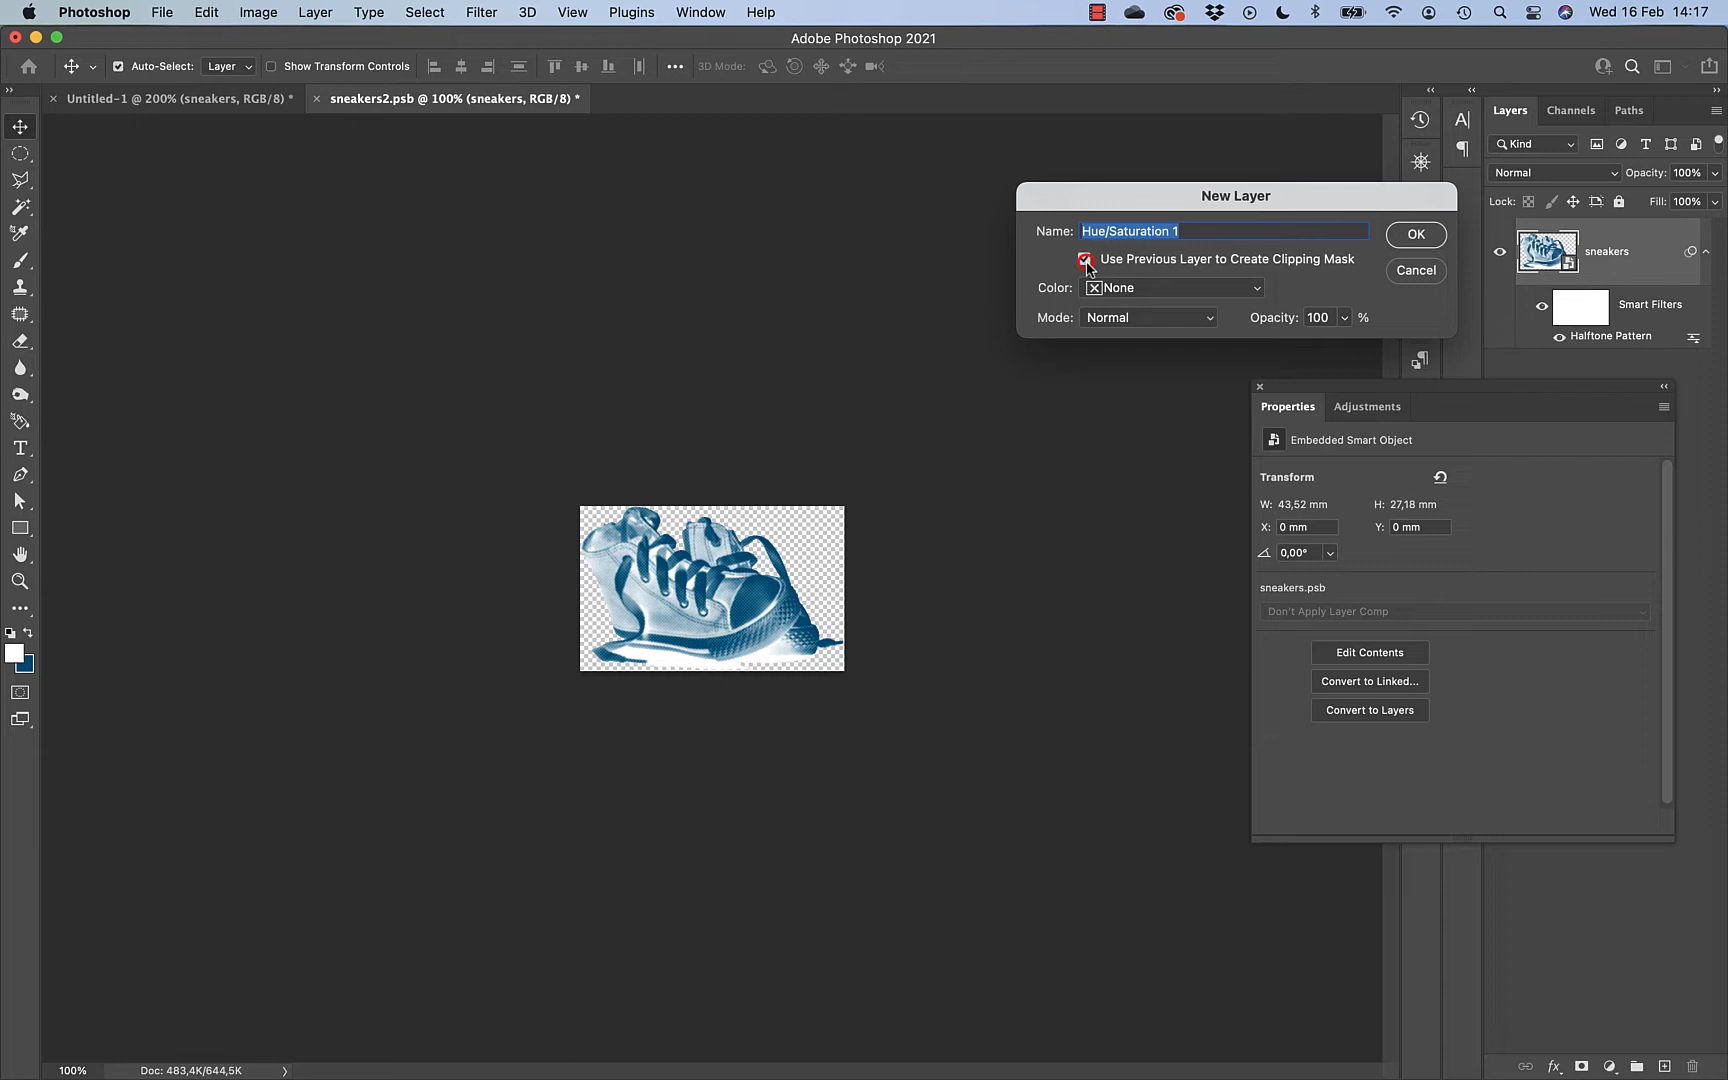 Photoshop File Edit Image Layer Type Select Filter 3D View Plugins Window Help Wed 16 Feb 14:17
Adobe Photoshop 2021
Auto-Select: Layer Show Transform Controls 3D Mode:
Untitled-1 @ 200% (sneakers, RGB/8) * sneakers2.psb @ 100% (sneakers, RGB/8) *
Layers Channels Paths
Kind
Normal Opacity: 100%
Lock: Fill: 100%
sneakers
Smart Filters
Halftone Pattern
New Layer
Name: Hue/Saturation 1 OK
Use Previous Layer to Create Clipping Mask
Cancel
Color: None
Mode: Normal Opacity: 100 %
Properties Adjustments
Embedded Smart Object
Transform
W: 43,52 mm H: 27,18 mm
X: 0 mm Y: 0 mm
0,00°
sneakers.psb
Don't Apply Layer Comp
Edit Contents
Convert to Linked...
Convert to Layers
100% Doc: 483,4K/644,5K